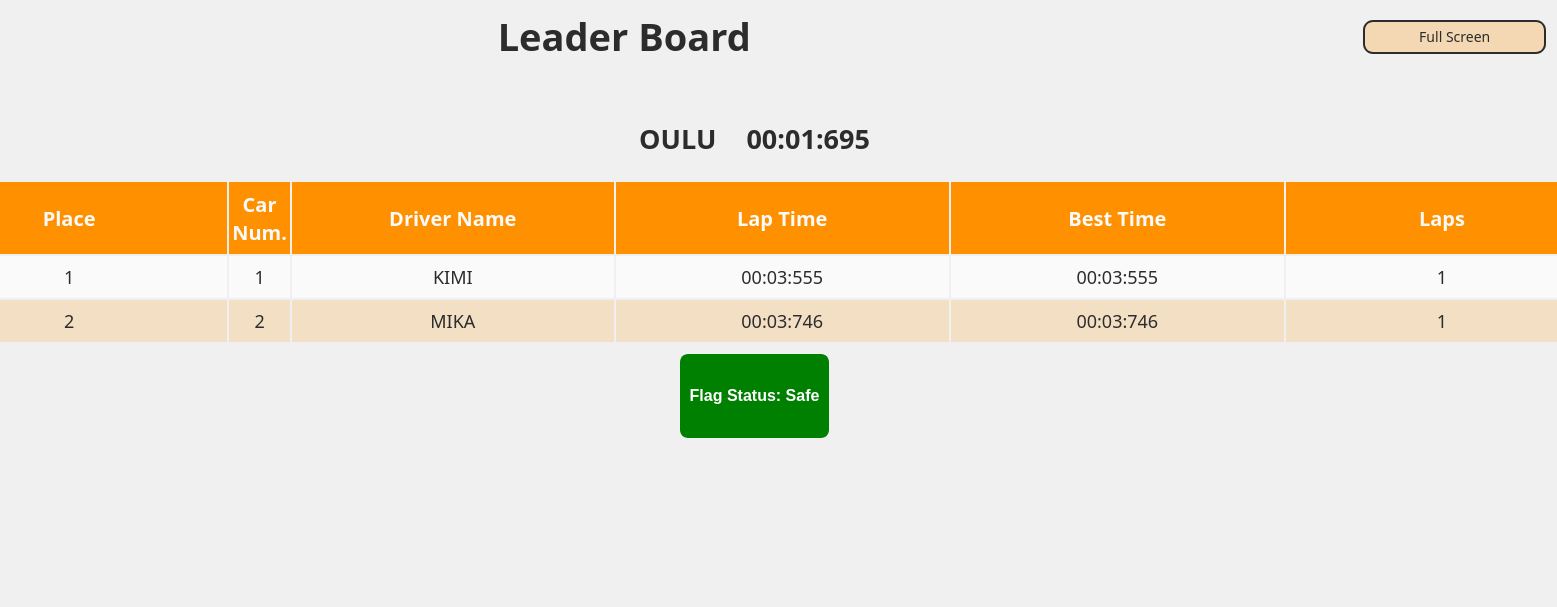 Leader Board
Full Screen
OULU 00:01:695
Place Car Num. Driver Name Lap Time Best Time Laps
1 1 KIMI 00:03:555 00:03:555 1
2 2 MIKA 00:03:746 00:03:746 1
Flag Status: Safe